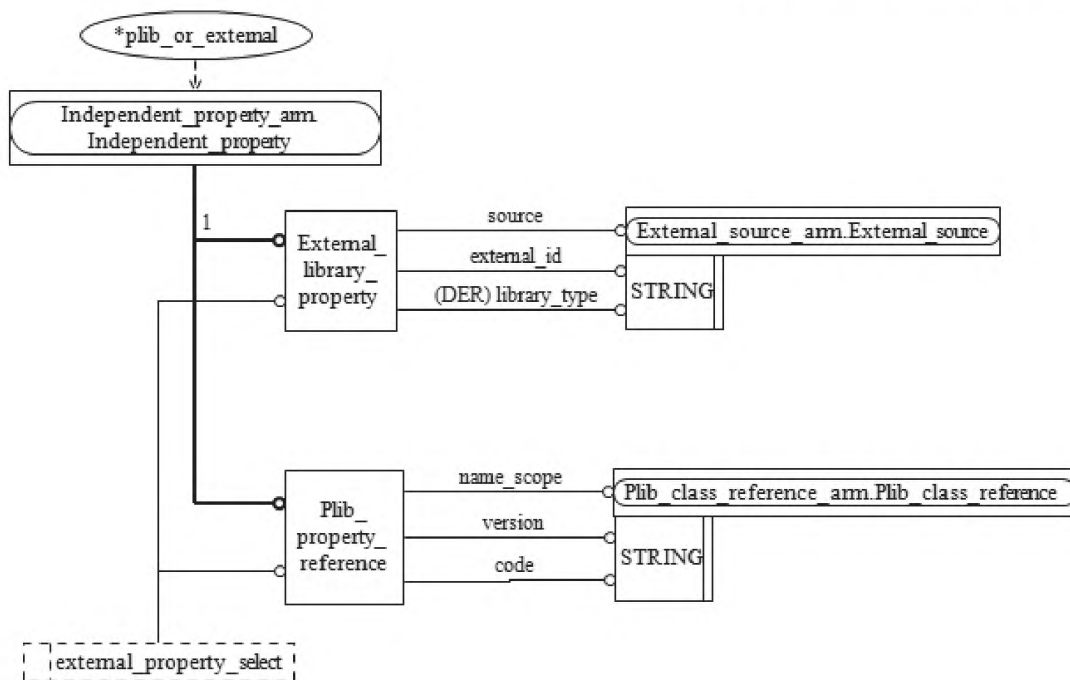 *plib_or_external
Independent_property_arm.
Independent_property
1
External_
library_
property
source
external_id
(DER) library_type
External_source_arm.External_source
STRING
Plib_
property_
reference
name_scope
version
code
Plib_class_reference_arm.Plib_class_reference
STRING
external_property_select